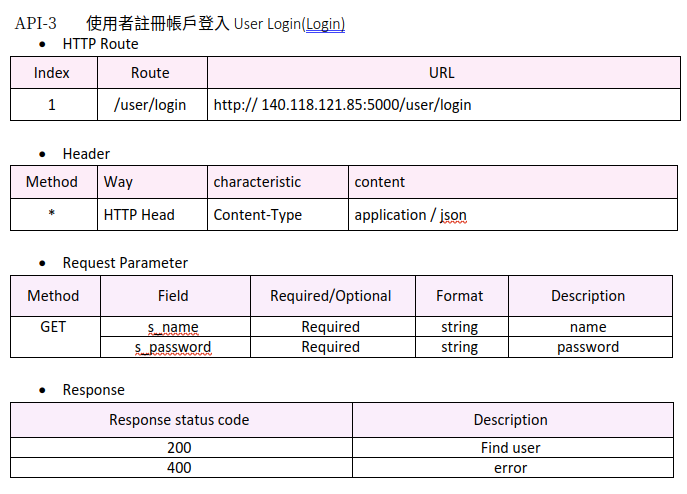 API-3 使用者註冊帳戶登入 User Login(Login)
• HTTP Route
Index Route URL
1 /user/login http:// 140.118.121.85:5000/user/login
• Header
Method Way characteristic content
* HTTP Head Content-Type application / json
• Request Parameter
Method Field Required/Optional Format Description
GET s_name Required string name
s_password Required string password
• Response
Response status code Description
200 Find user
400 error